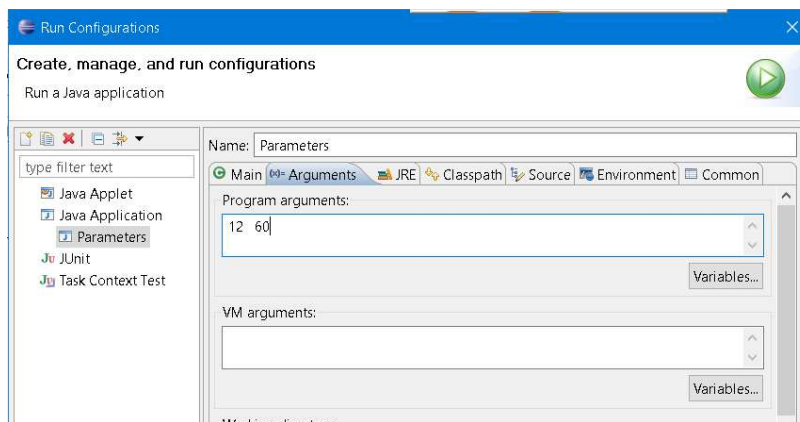 Run Configurations
Create, manage, and run configurations
Run a Java application
type filter text
Java Applet
Java Application
Parameters
JUnit
Task Context Test
Name: Parameters
Main (x)= Arguments JRE Classpath Source Environment Common
Program arguments:
12 60
Variables...
VM arguments:
Variables...